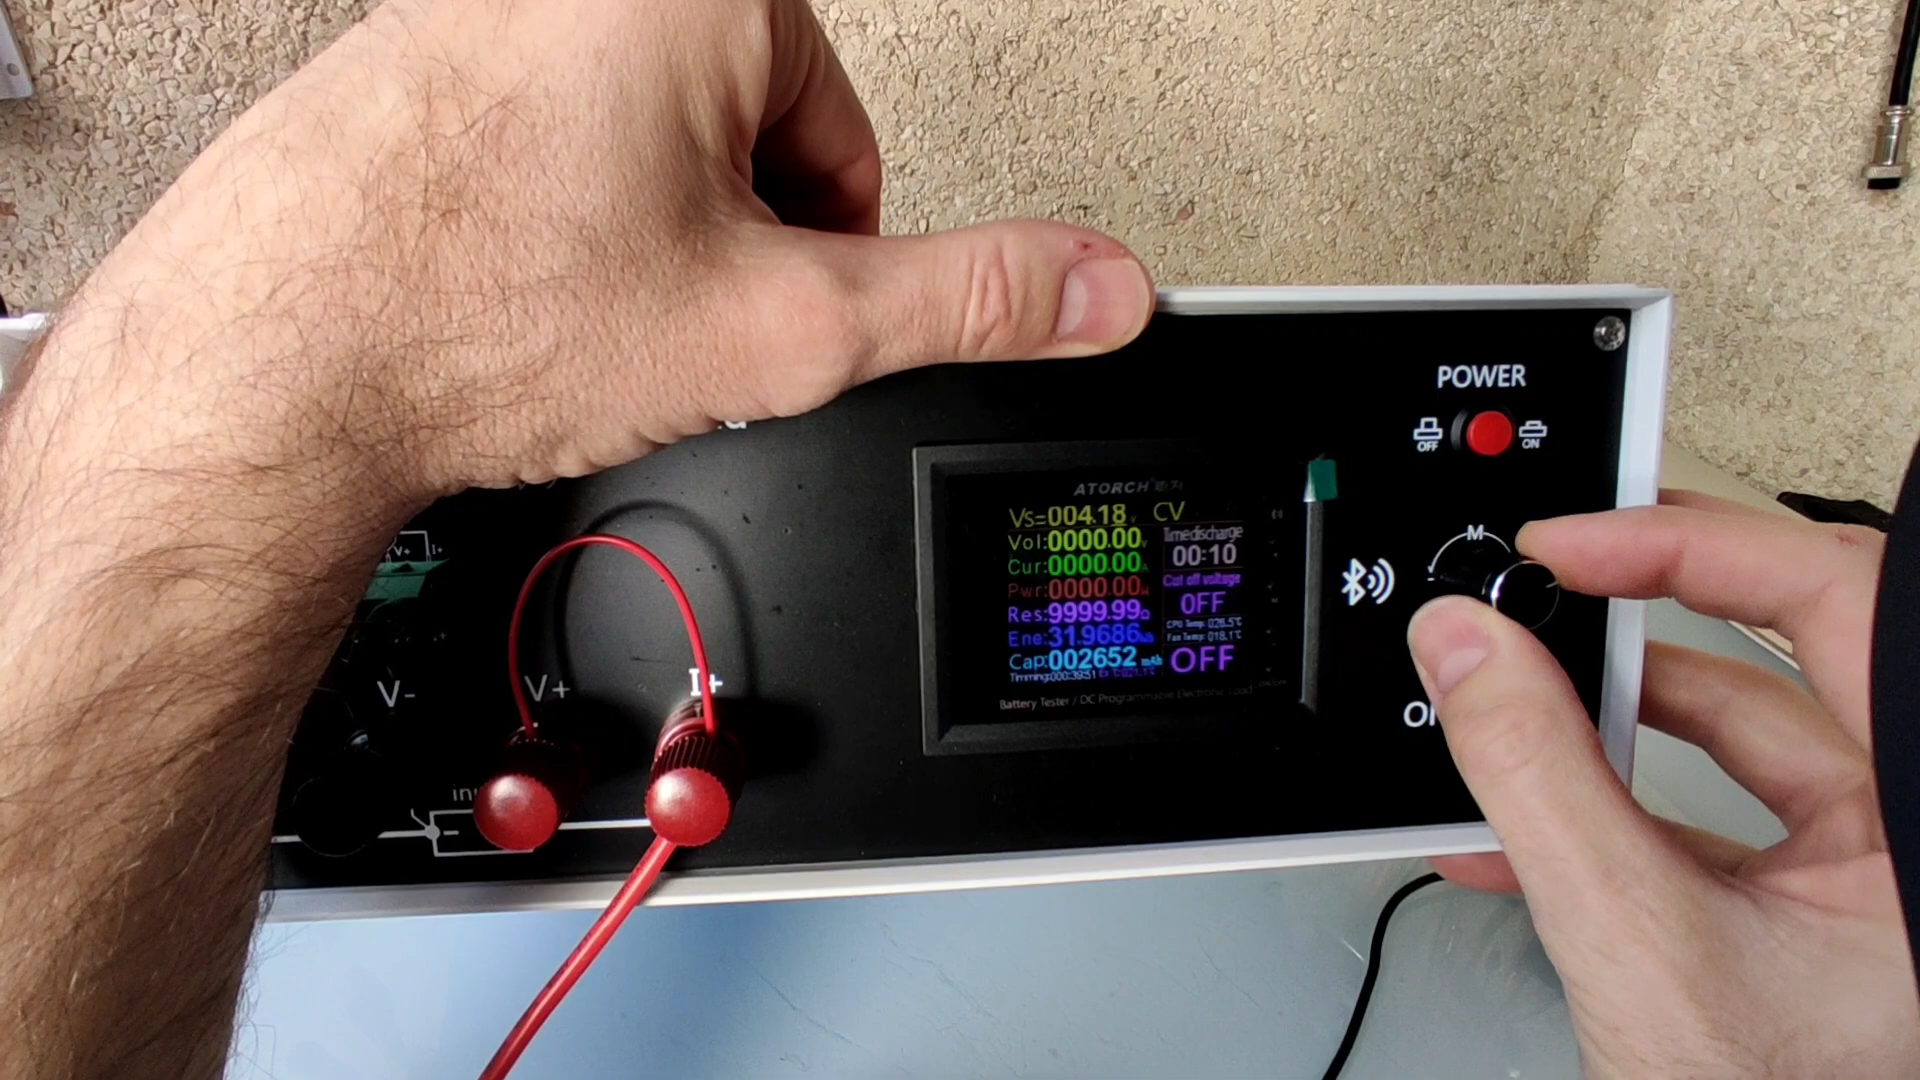 POWER
OFF
ON
ATORCH
Vs=004.18v CV
Vol:0000.00v
Cur:0000.00A
Pwr:0000.00w
Res:9999.99Ω
Ene:31.9686
Cap:002652mAh
Timming:000:39:51
Timedischarge
00:10
Cut off voltage
OFF
CPU Temp: 026.5℃
Fan Temp: 018.1℃
OFF
Battery Tester / DC Programmable Electronic Load
M
V-
V+
I+
V+
I+
-